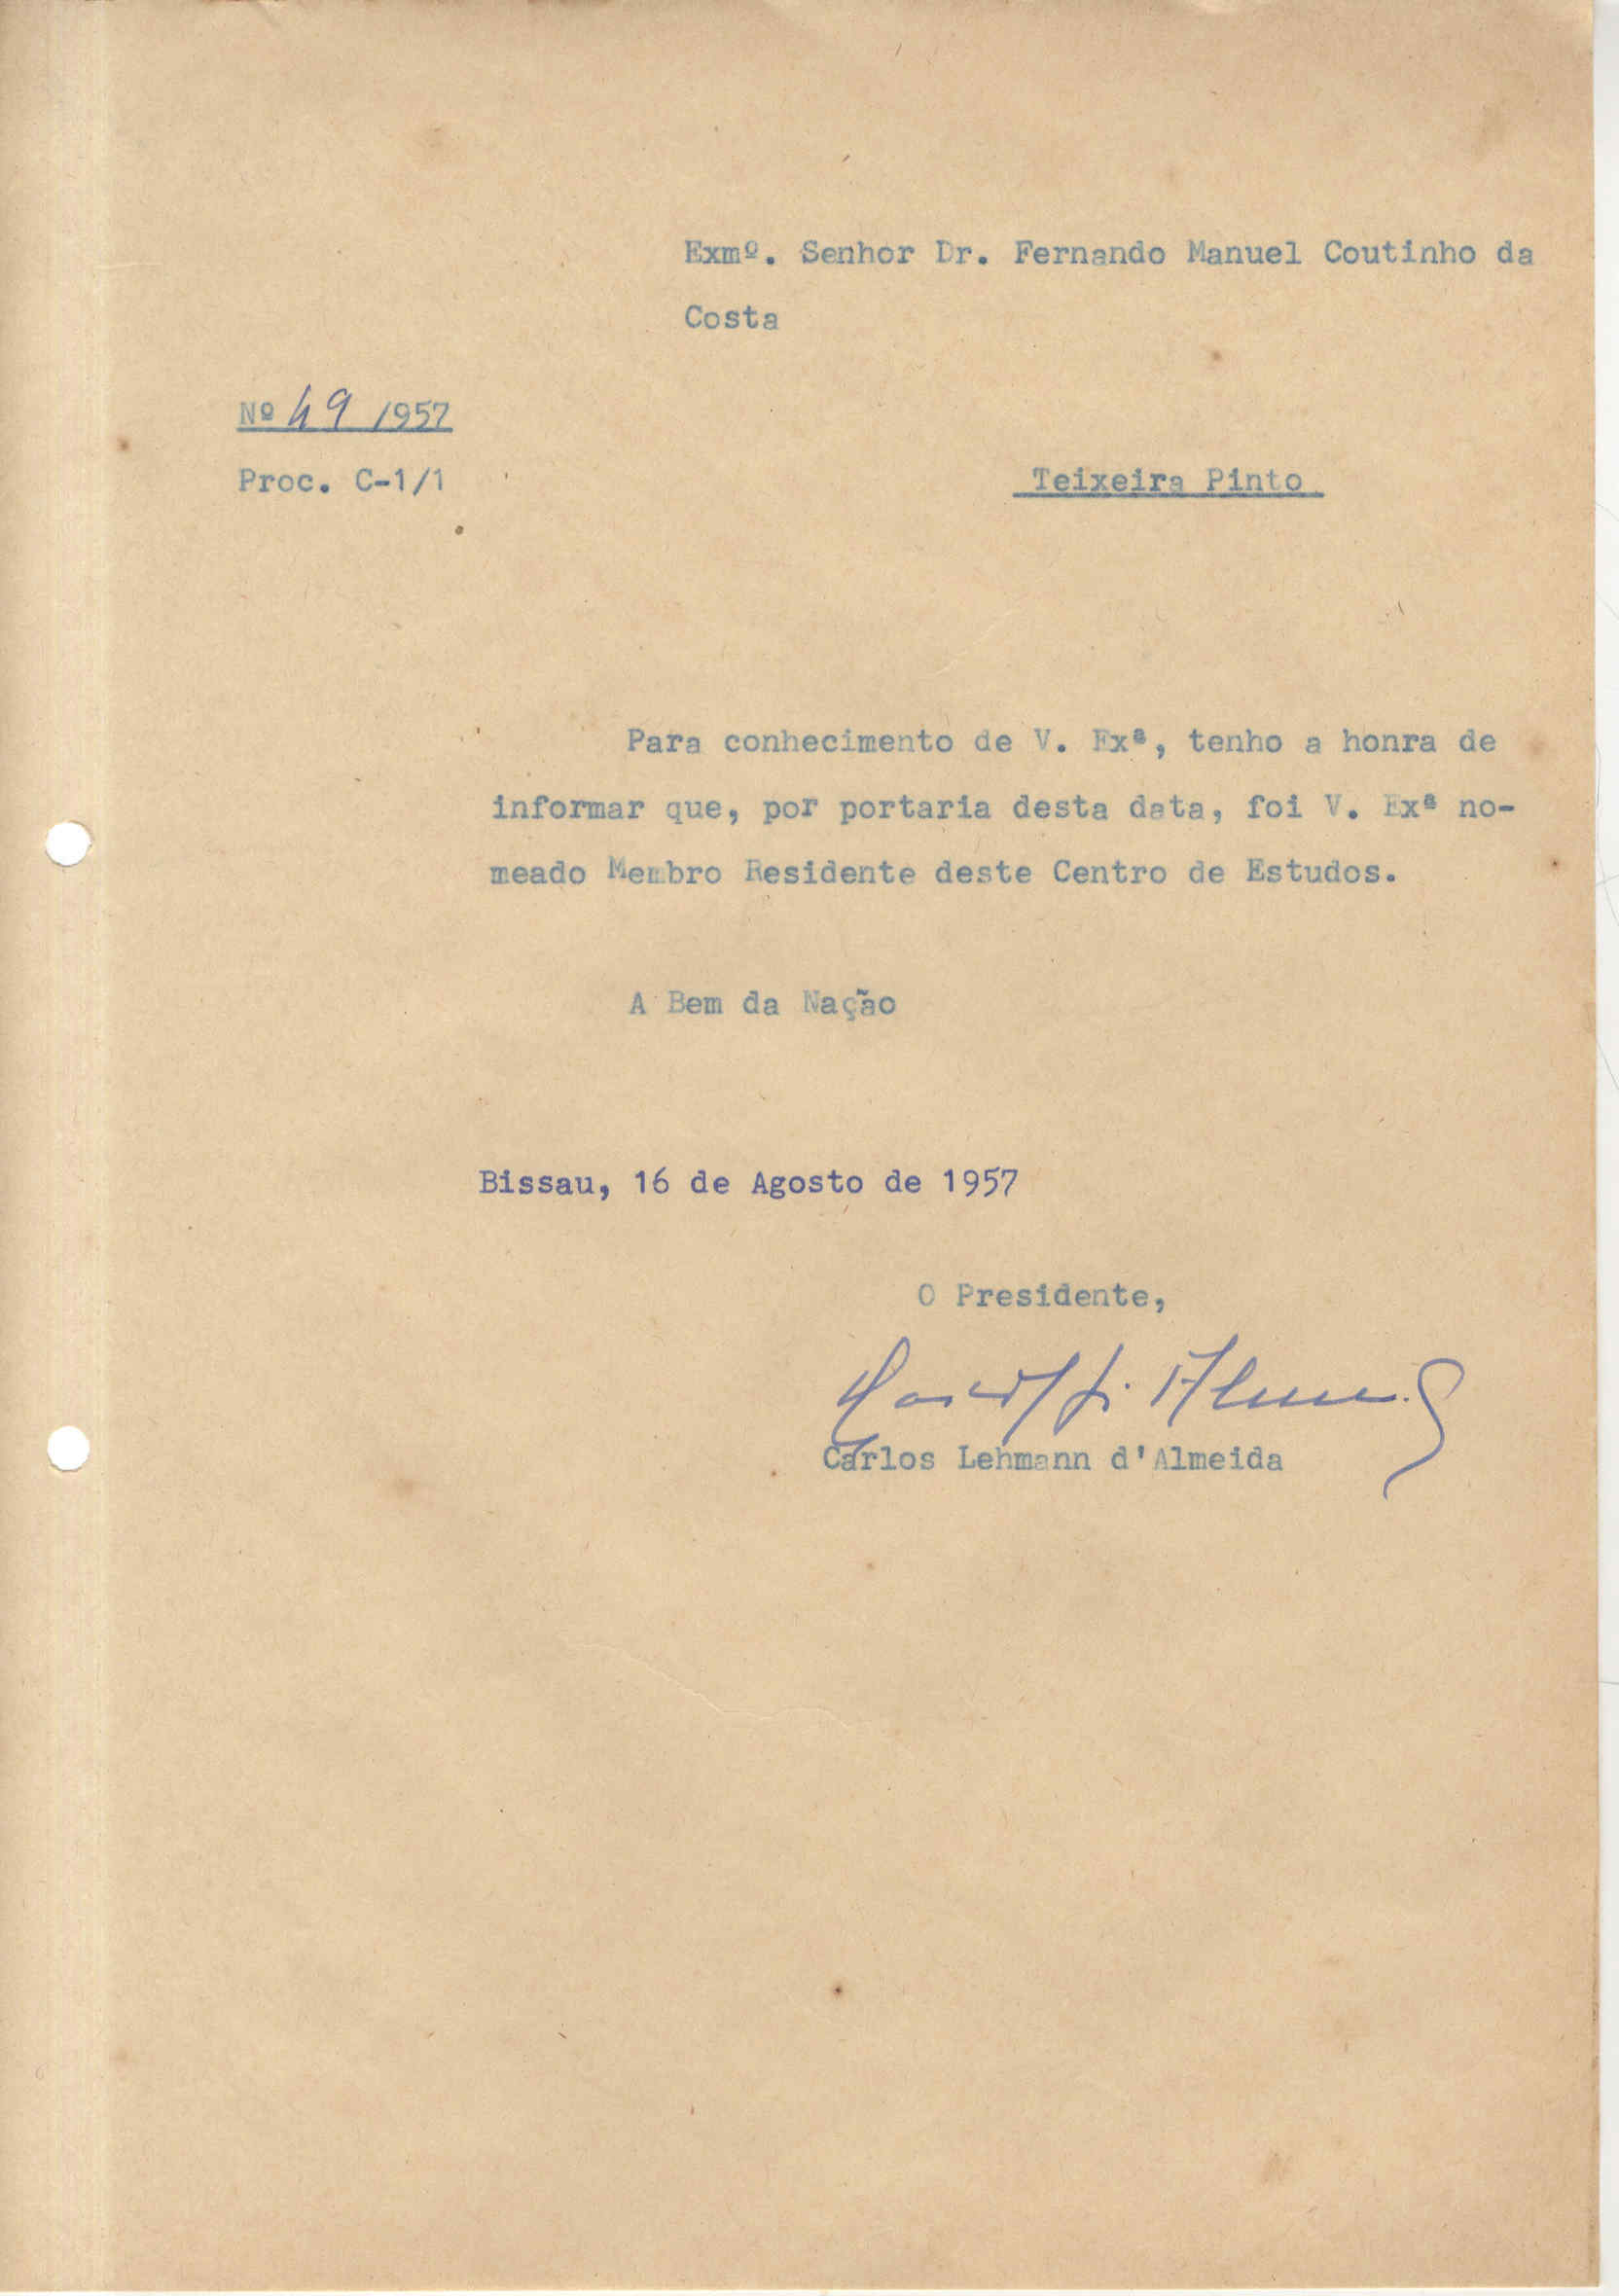 Exmº. Senhor Dr. Fernando Manuel Coutinho da
Costa
Nº 49 /1957
Proc. C-1/1
Teixeira Pinto
Para conhecimento de V. Exª, tenho a honra de
informar que, por portaria desta data, foi V. Exª no-
meado Membro Residente deste Centro de Estudos.
A Bem da Nação
Bissau, 16 de Agosto de 1957
O Presidente,
Carlos Lehmann d'Almeida